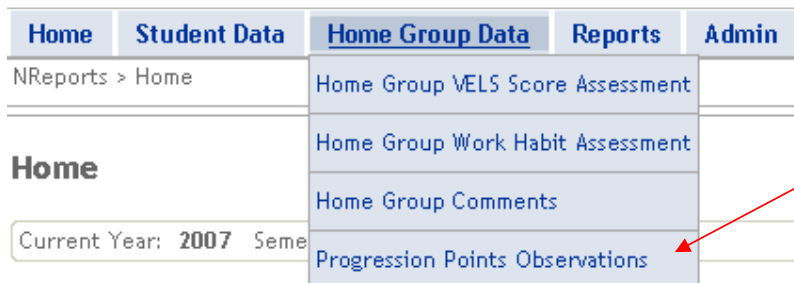 Home Student Data Home Group Data Reports Admin
NReports > Home
Home Group VELS Score Assessment
Home Group Work Habit Assessment
Home
Home Group Comments
Current Year: 2007 Seme
Progression Points Observations